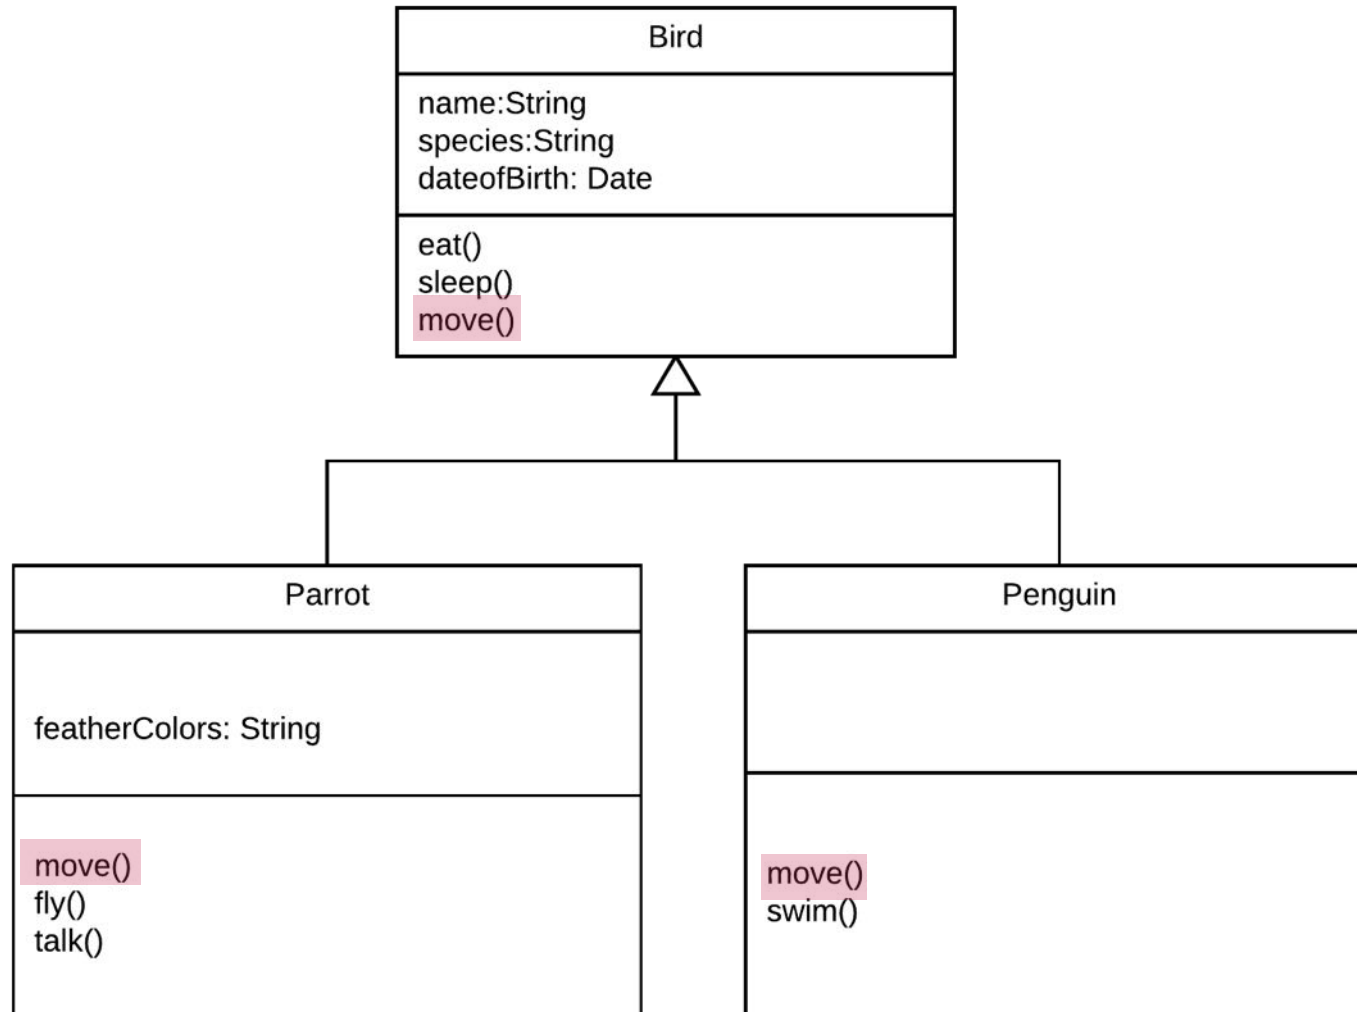 Bird
name:String
species:String
dateofBirth: Date
eat()
sleep()
move()
Parrot
featherColors: String
move()
fly()
talk()
Penguin
move()
swim()